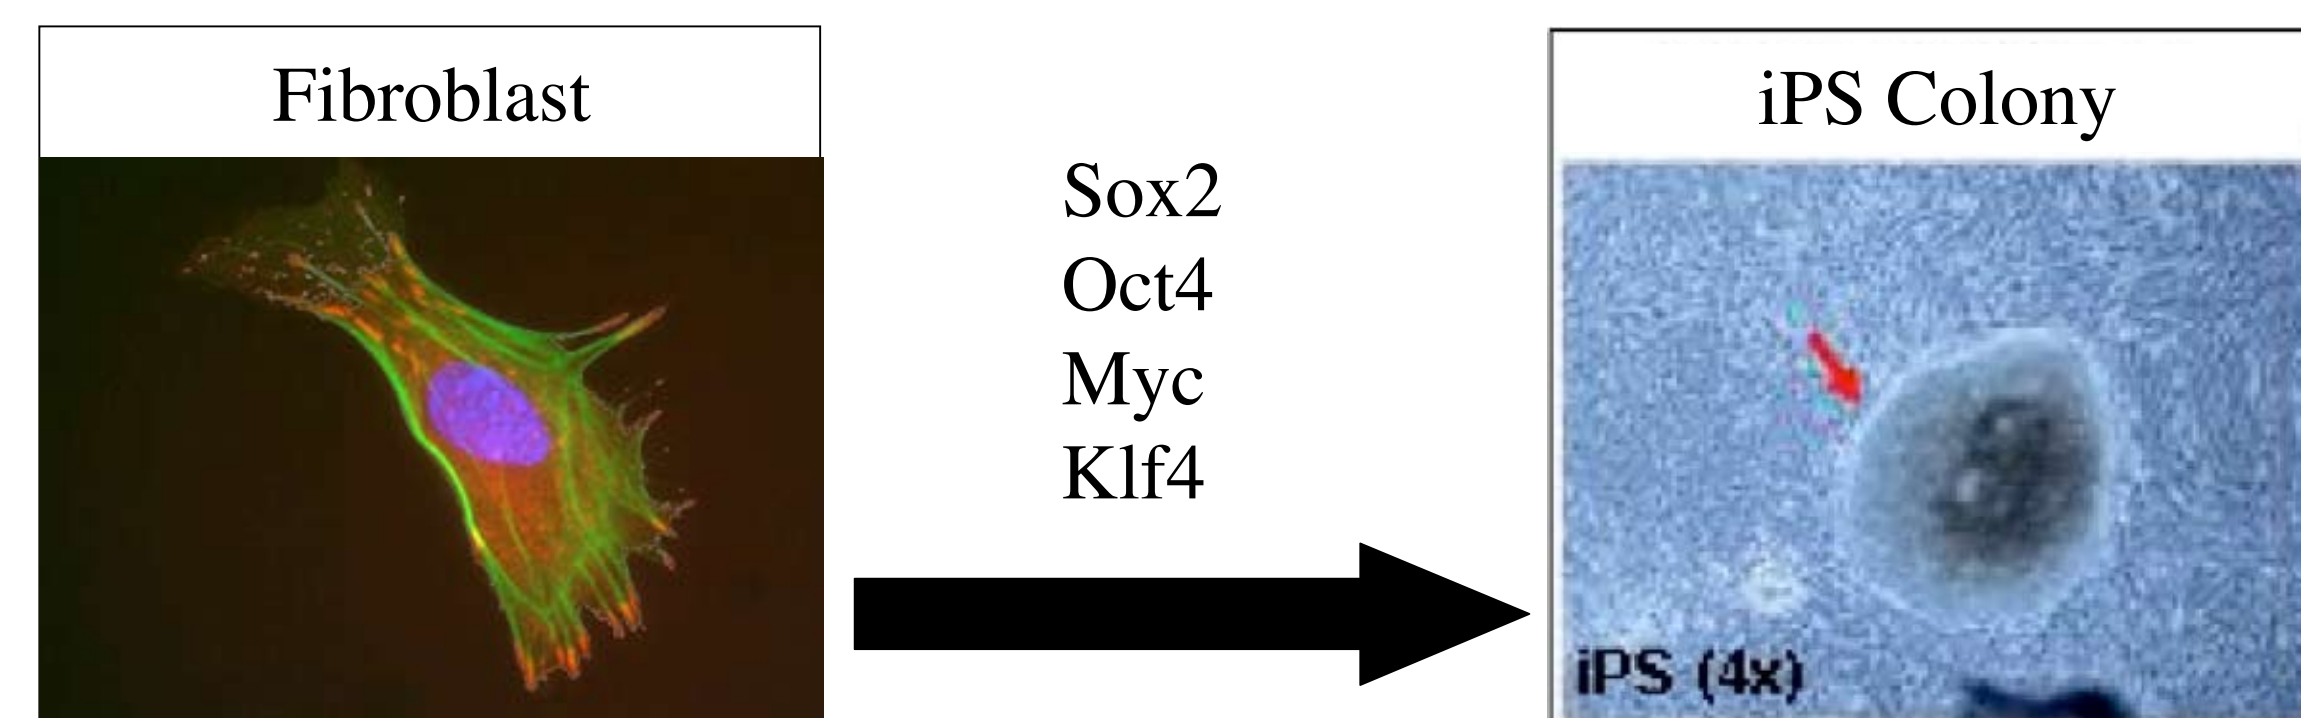 Fibroblast
Sox2
Oct4
Myc
Klf4
iPS Colony
iPS (4x)